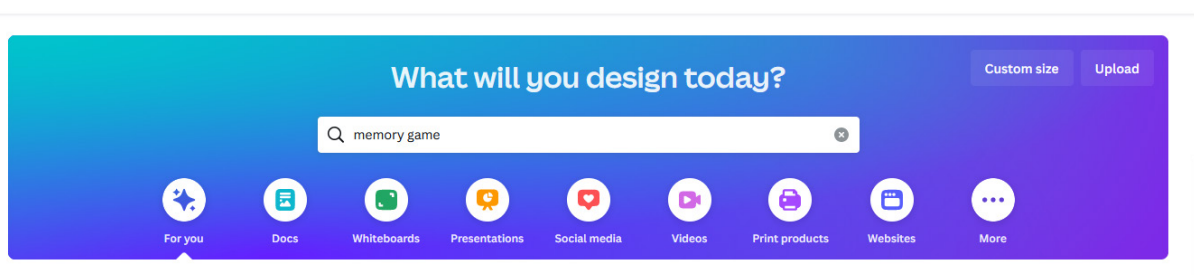 What will you design today?
Custom size
Upload
memory game
For you
Docs
Whiteboards
Presentations
Social media
Videos
Print products
Websites
More